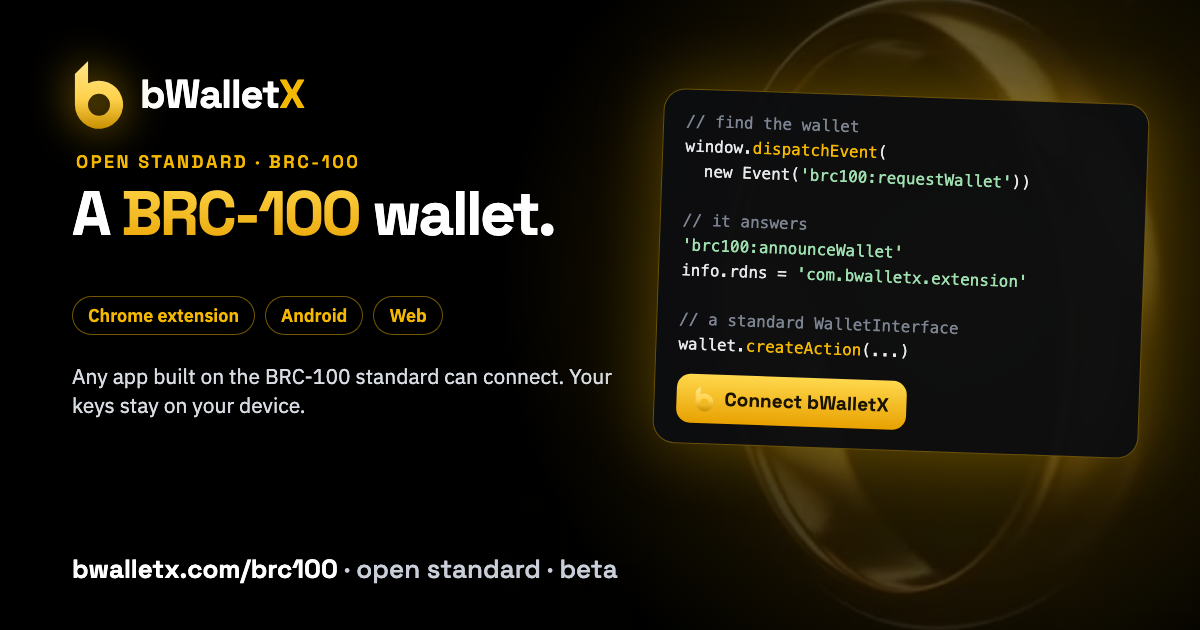 bWalletX
OPEN STANDARD · BRC-100
A BRC-100 wallet.
Chrome extension
Android
Web
Any app built on the BRC-100 standard can connect. Your
keys stay on your device.
bwalletx.com/brc100 · open standard · beta
// find the wallet
window.dispatchEvent(
  new Event('brc100:requestWallet'))
// it answers
'brc100:announceWallet'
info.rdns = 'com.bwalletx.extension'
// a standard WalletInterface
wallet.createAction(...)
Connect bWalletX